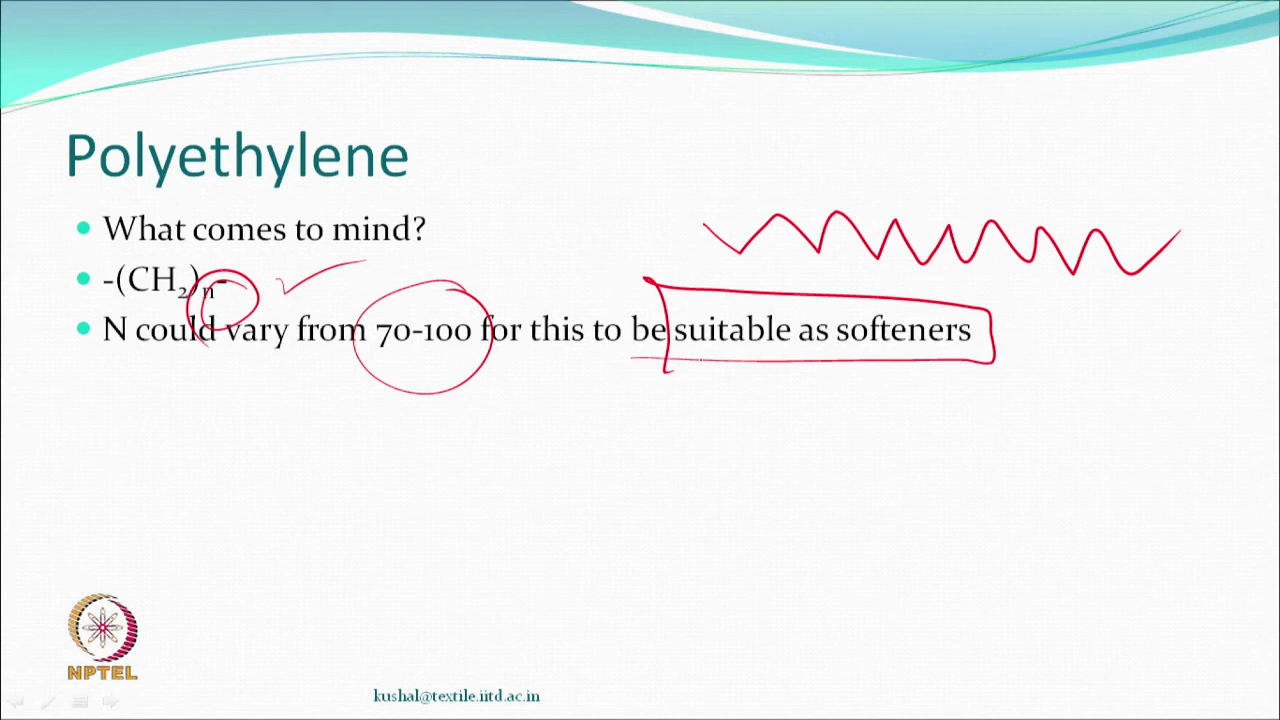 Polyethylene
What comes to mind?
-(CH₂)ₙ-
N could vary from 70-100 for this to be suitable as softeners
NPTEL
kushal@textile.iitd.ac.in